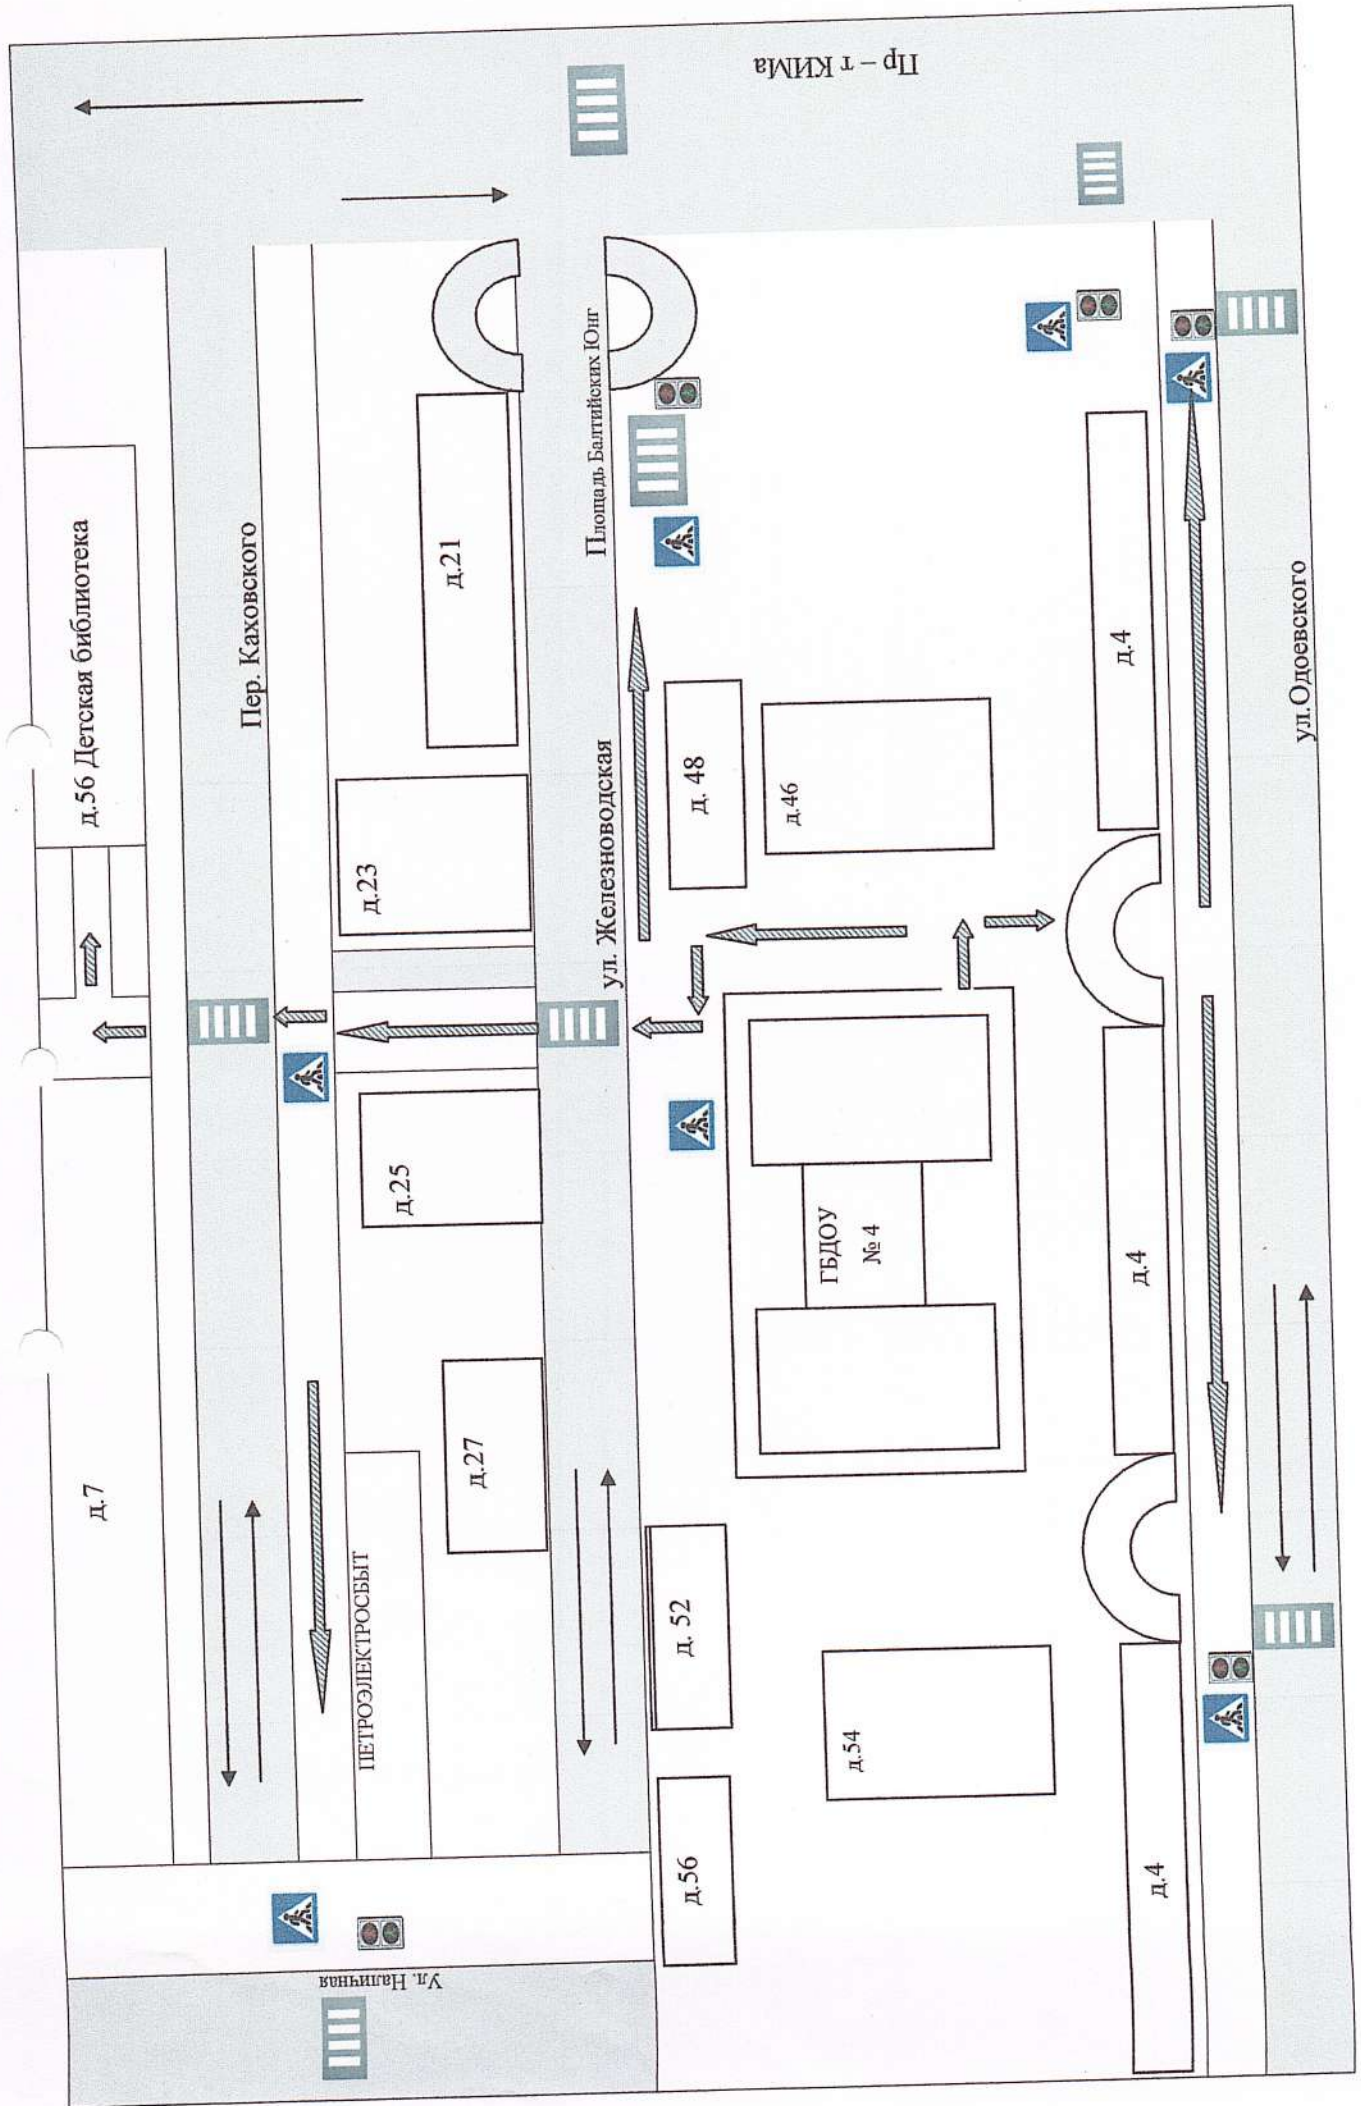 Пр – т КИМа
д.56 Детская библиотека
Пер. Каховского
д.7
д.21
д.23
д.25
д.27
ПЕТРОЭЛЕКТРОСБЫТ
Площадь Балтийских Юнг
ул. Железноводская
д. 48
д.46
ГБДОУ
№ 4
д. 52
д.54
д.56
д.4
д.4
д.4
ул.Одоевского
Ул. Наличная